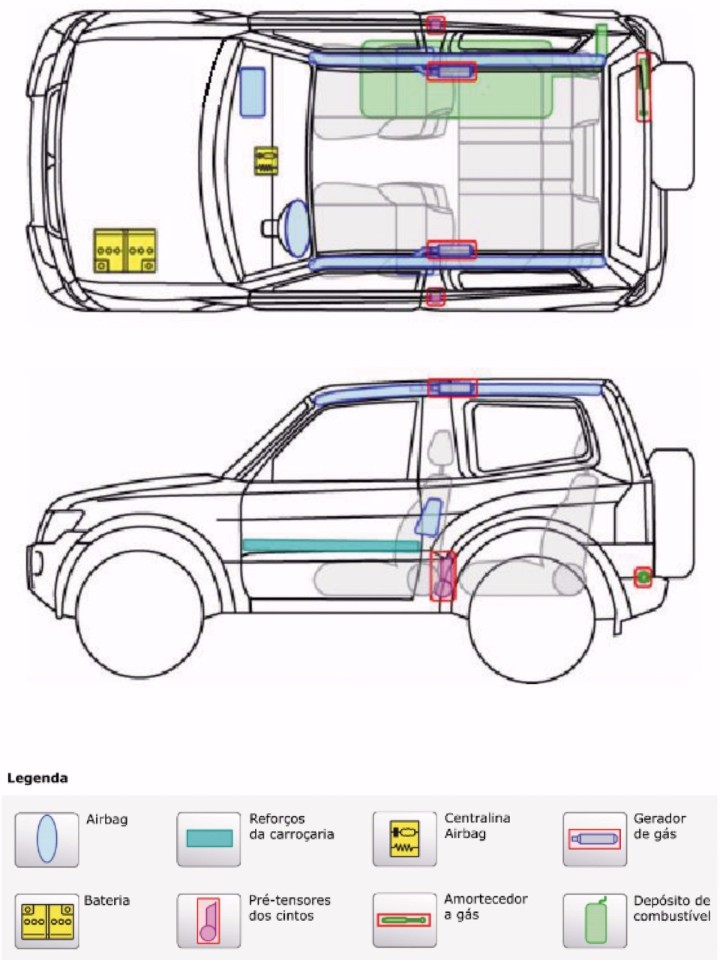 Legenda
Airbag
Reforços
da carroçaria
Centralina
Airbag
Gerador
de gás
Bateria
Pré-tensores
dos cintos
Amortecedor
a gás
Depósito de
combustível